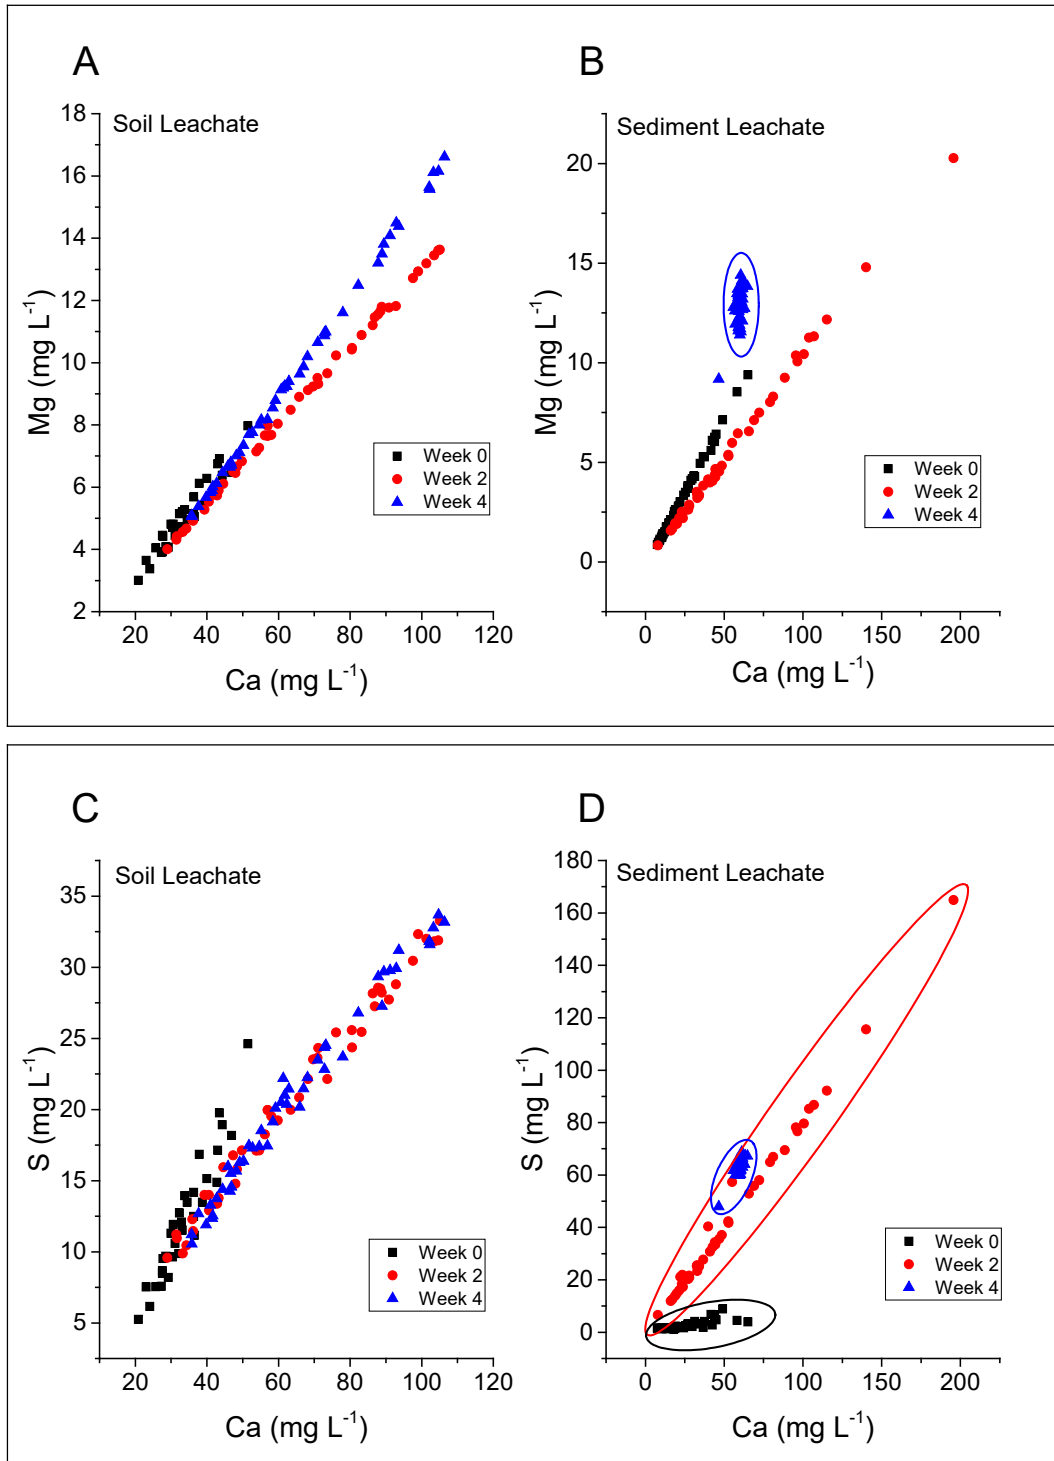 A
Soil Leachate
18
16
14
12
10
8
6
4
2
Mg (mg L-1)
Week 0
Week 2
Week 4
20 40 60 80 100 120
Ca (mg L-1)
B
Sediment Leachate
20
15
10
5
0
Mg (mg L-1)
Week 0
Week 2
Week 4
0 50 100 150 200
Ca (mg L-1)
C
Soil Leachate
35
30
25
20
15
10
5
S (mg L-1)
Week 0
Week 2
Week 4
20 40 60 80 100 120
Ca (mg L-1)
D
Sediment Leachate
180
160
140
120
100
80
60
40
20
0
S (mg L-1)
Week 0
Week 2
Week 4
0 50 100 150 200
Ca (mg L-1)